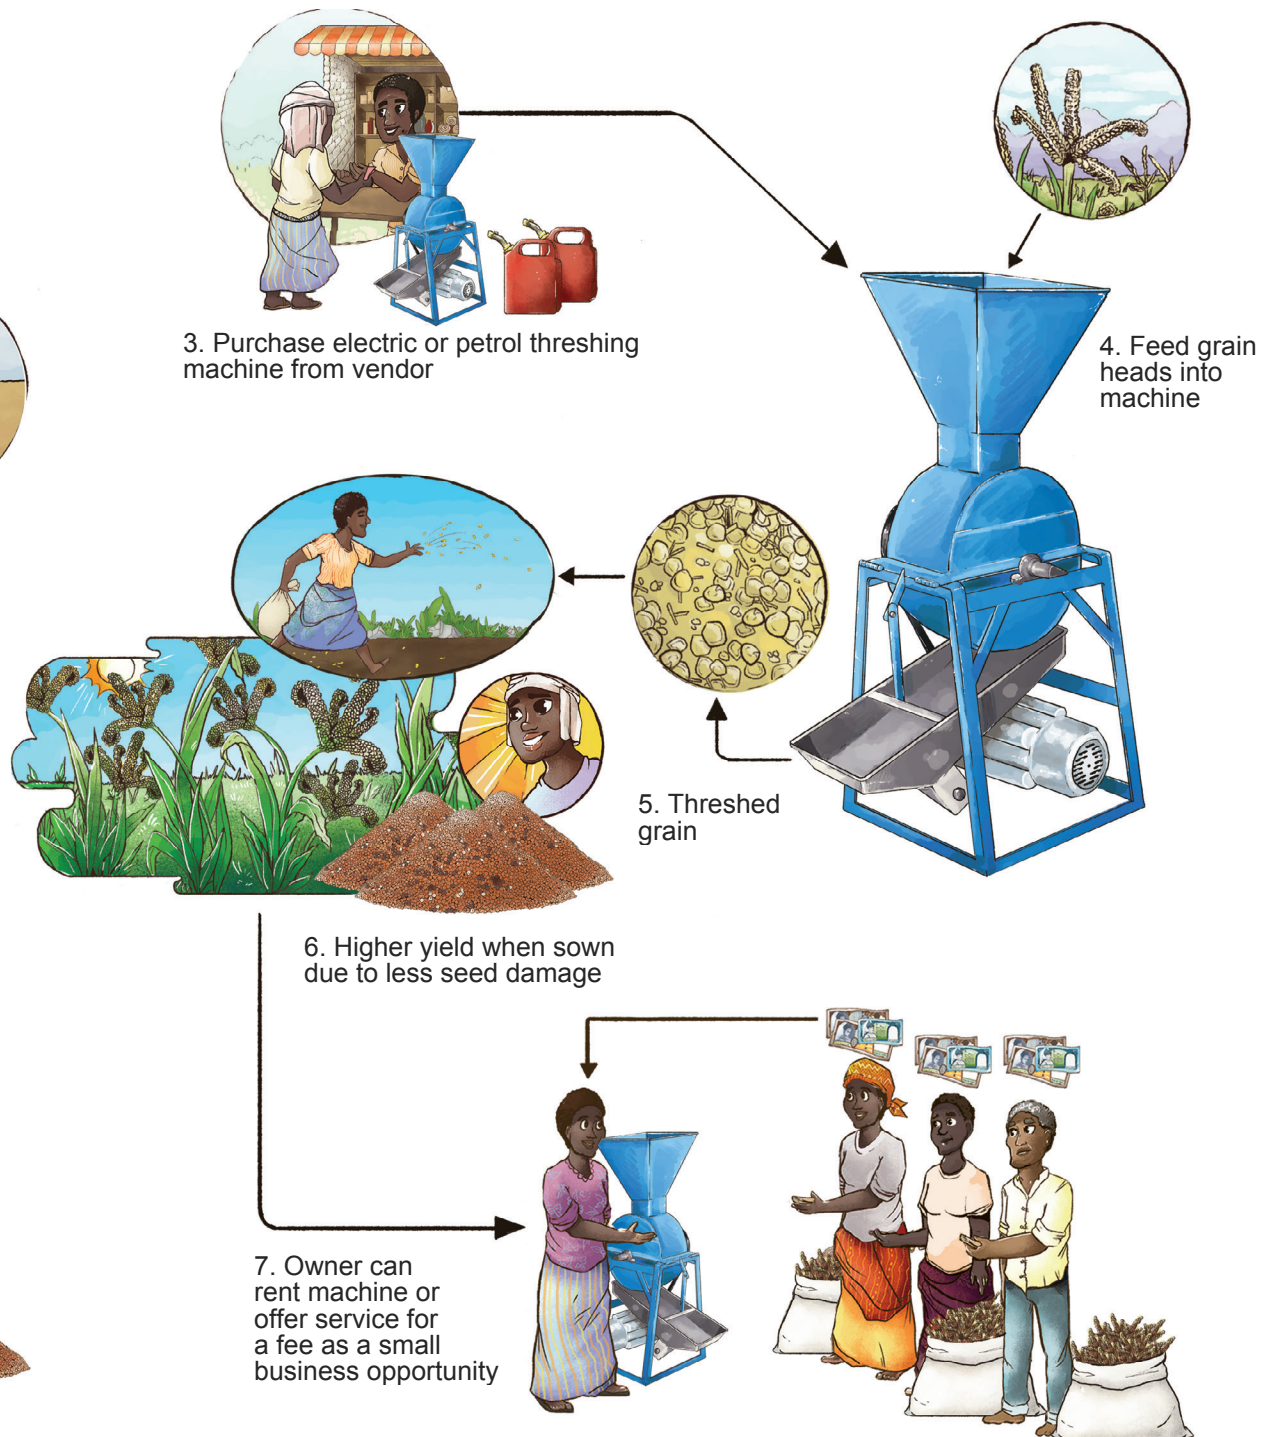 3. Purchase electric or petrol threshing
machine from vendor
4. Feed grain
heads into
machine
5. Threshed
grain
6. Higher yield when sown
due to less seed damage
7. Owner can
rent machine or
offer service for
a fee as a small
business opportunity